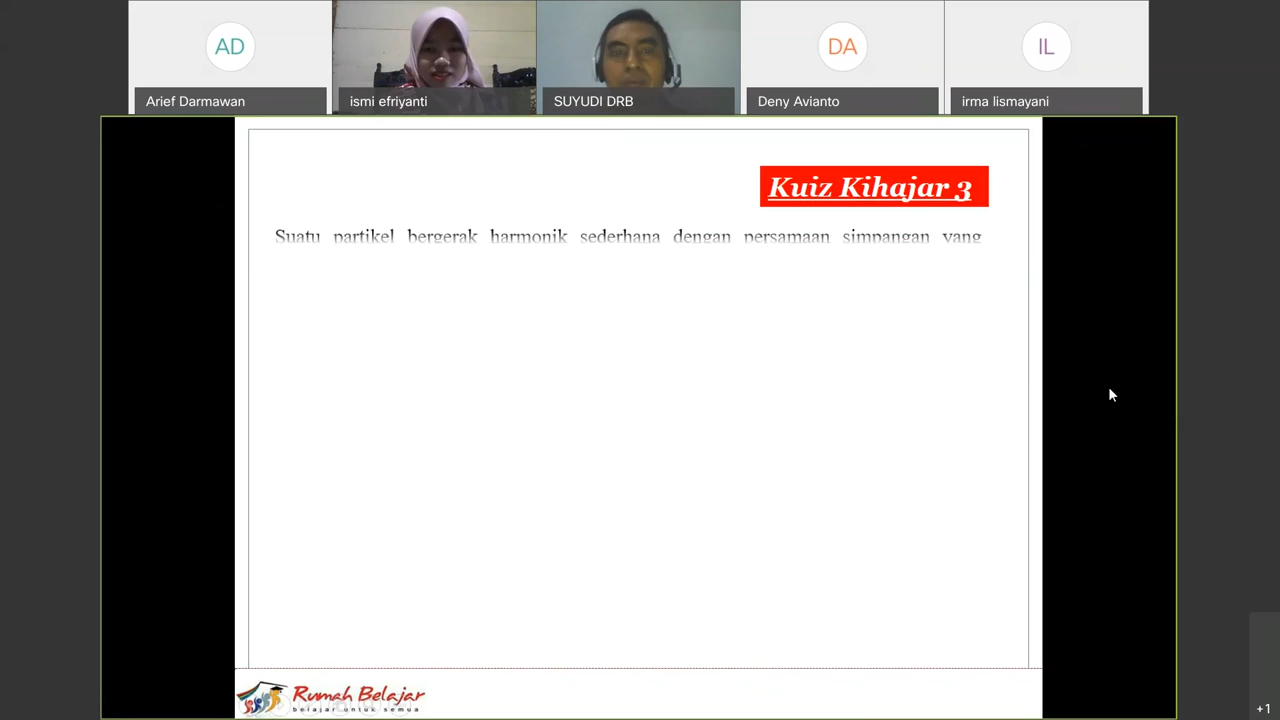 AD
DA
IL
Arief Darmawan
ismi efriyanti
SUYUDI DRB
Deny Avianto
irma lismayani
Kuiz Kihajar 3
Suatu partikel bergerak harmonik sederhana dengan persamaan simpangan yang
Rumah Belajar
belajar untuk semua
+1